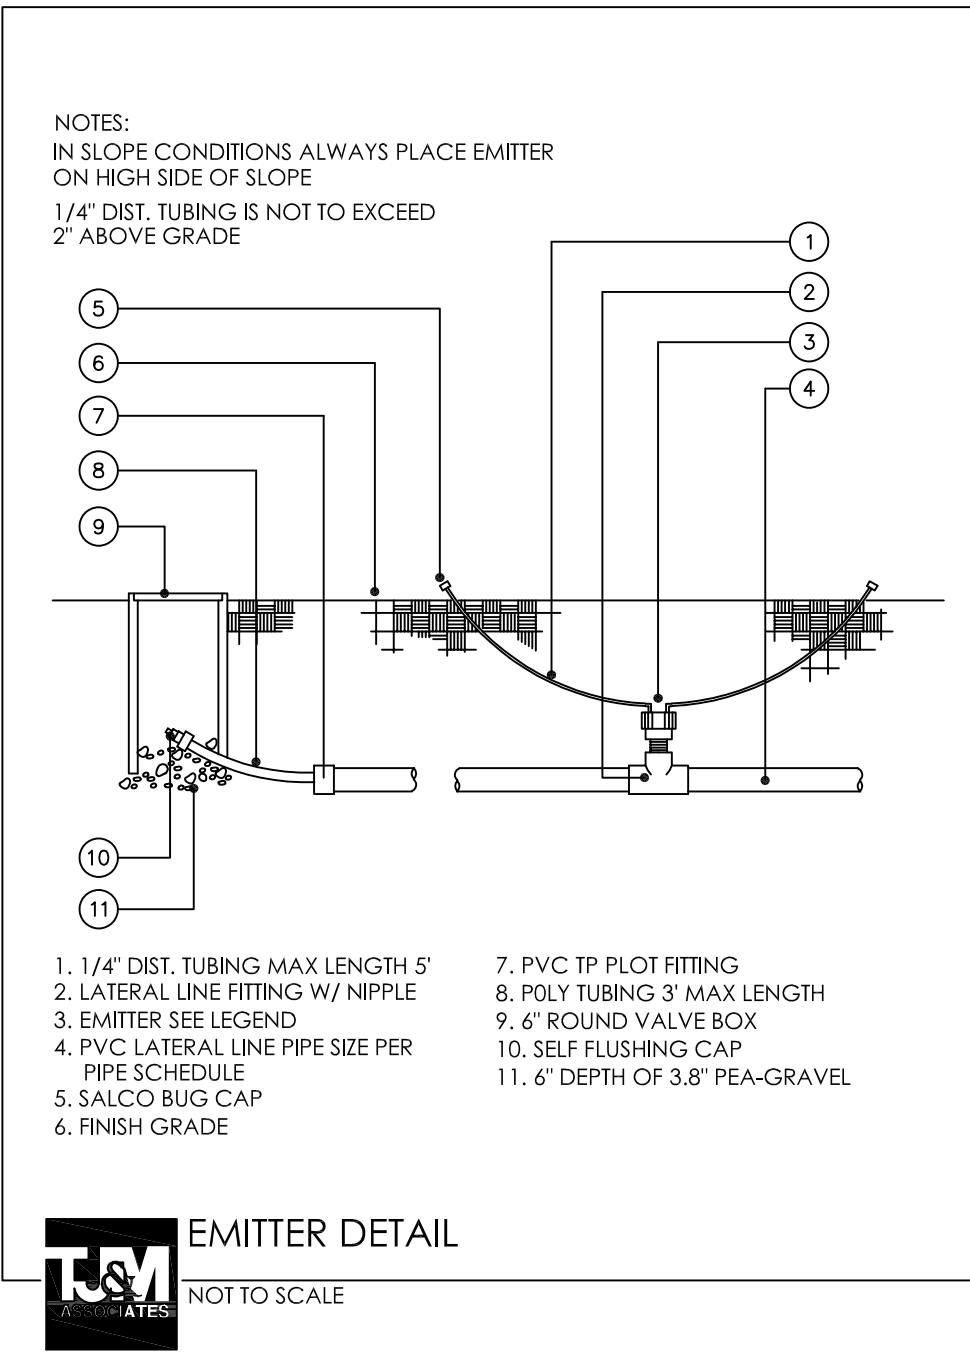 NOTES:
IN SLOPE CONDITIONS ALWAYS PLACE EMITTER
ON HIGH SIDE OF SLOPE
1/4" DIST. TUBING IS NOT TO EXCEED
2" ABOVE GRADE
1
2
3
4
5
6
7
8
9
10
11
1. 1/4" DIST. TUBING MAX LENGTH 5'
2. LATERAL LINE FITTING W/ NIPPLE
3. EMITTER SEE LEGEND
4. PVC LATERAL LINE PIPE SIZE PER
PIPE SCHEDULE
5. SALCO BUG CAP
6. FINISH GRADE
7. PVC TP PLOT FITTING
8. P0LY TUBING 3' MAX LENGTH
9. 6" ROUND VALVE BOX
10. SELF FLUSHING CAP
11. 6" DEPTH OF 3.8" PEA-GRAVEL
TJ&M
ASSOCIATES
EMITTER DETAIL
NOT TO SCALE